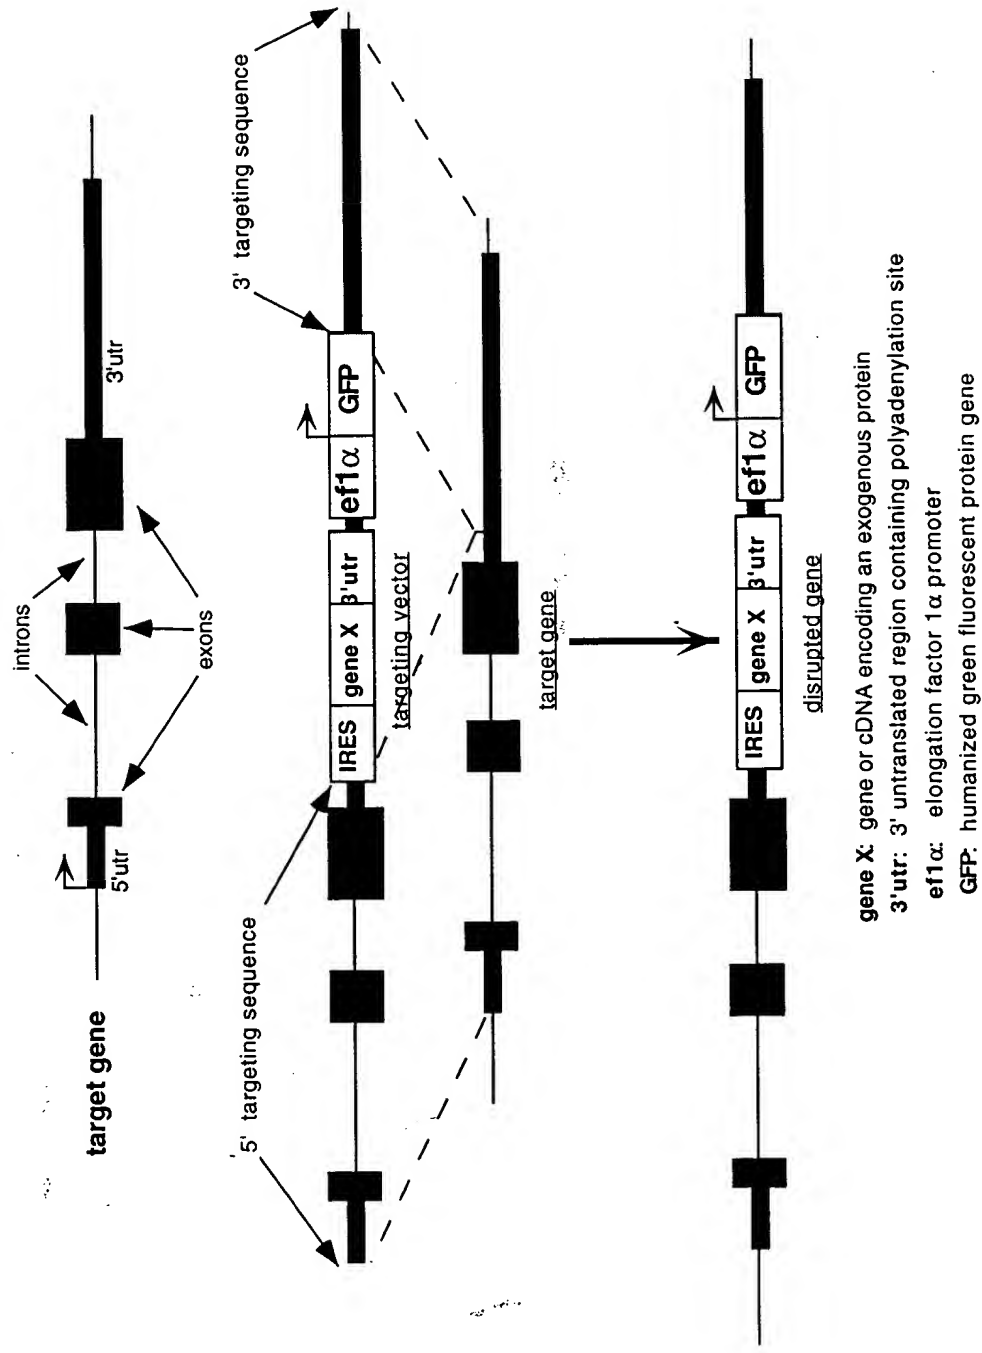 target gene
introns
exons
5'utr
3'utr
5' targeting sequence
3' targeting sequence
IRES gene X 3'utr ef1α GFP
targeting vector
target gene
IRES gene X 3'utr ef1α GFP
disrupted gene
gene X: gene or cDNA encoding an exogenous protein
3'utr: 3' untranslated region containing polyadenylation site
ef1α: elongation factor 1α promoter
GFP: humanized green fluorescent protein gene